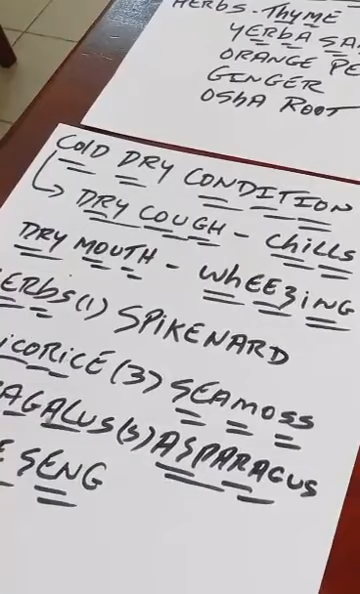 HERBS - THYME
YERBA SA
ORANGE PE
GINGER
OSHA ROOT
COLD DRY CONDITION
↳ DRY COUGH - CHILLS
DRY MOUTH - WHEEZING
ERBS (1) SPIKENARD
ICORICE (3) SEAMOSS
AGALUS (5) ASPARAGUS
E SENG